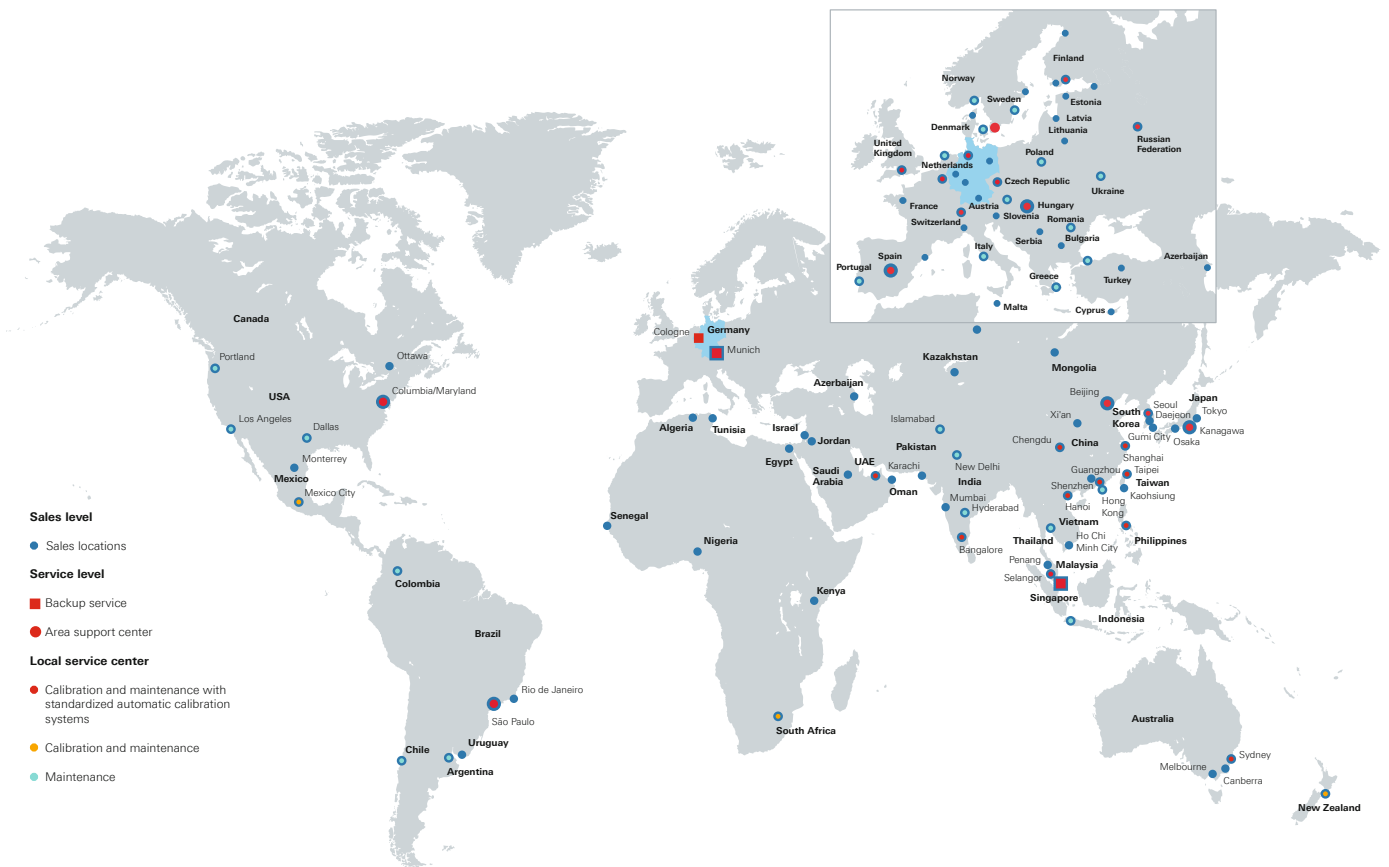 Finland
Norway
Sweden
Estonia
Denmark
Latvia
Lithuania
Russian
Federation
United
Kingdom
Poland
Netherlands
Czech Republic
Ukraine
France
Austria
Hungary
Switzerland
Slovenia
Romania
Serbia
Bulgaria
Italy
Spain
Portugal
Azerbaijan
Greece
Turkey
Malta
Cyprus
Canada
Portland
Ottawa
USA
Columbia/Maryland
Los Angeles
Dallas
Monterrey
Mexico
Mexico City
Cologne
Germany
Munich
Kazakhstan
Mongolia
Azerbaijan
Beijing
Islamabad
Xi'an
South
Korea
Seoul
Daejeon
Japan
Tokyo
Algeria
Tunisia
Israel
Jordan
Pakistan
Chengdu
China
Gumi City
Kanagawa
Osaka
Egypt
Saudi
Arabia
UAE
Karachi
New Delhi
Shanghai
Guangzhou
Taipei
Oman
India
Shenzhen
Taiwan
Mumbai
Hyderabad
Hanoi
Hong
Kong
Kaohsiung
Senegal
Vietnam
Nigeria
Bangalore
Thailand
Ho Chi
Minh City
Philippines
Penang
Malaysia
Selangor
Colombia
Kenya
Singapore
Indonesia
Brazil
Rio de Janeiro
São Paulo
South Africa
Australia
Chile
Uruguay
Argentina
Sydney
Melbourne
Canberra
New Zealand
Sales level
Sales locations
Service level
Backup service
Area support center
Local service center
Calibration and maintenance with
standardized automatic calibration
systems
Calibration and maintenance
Maintenance